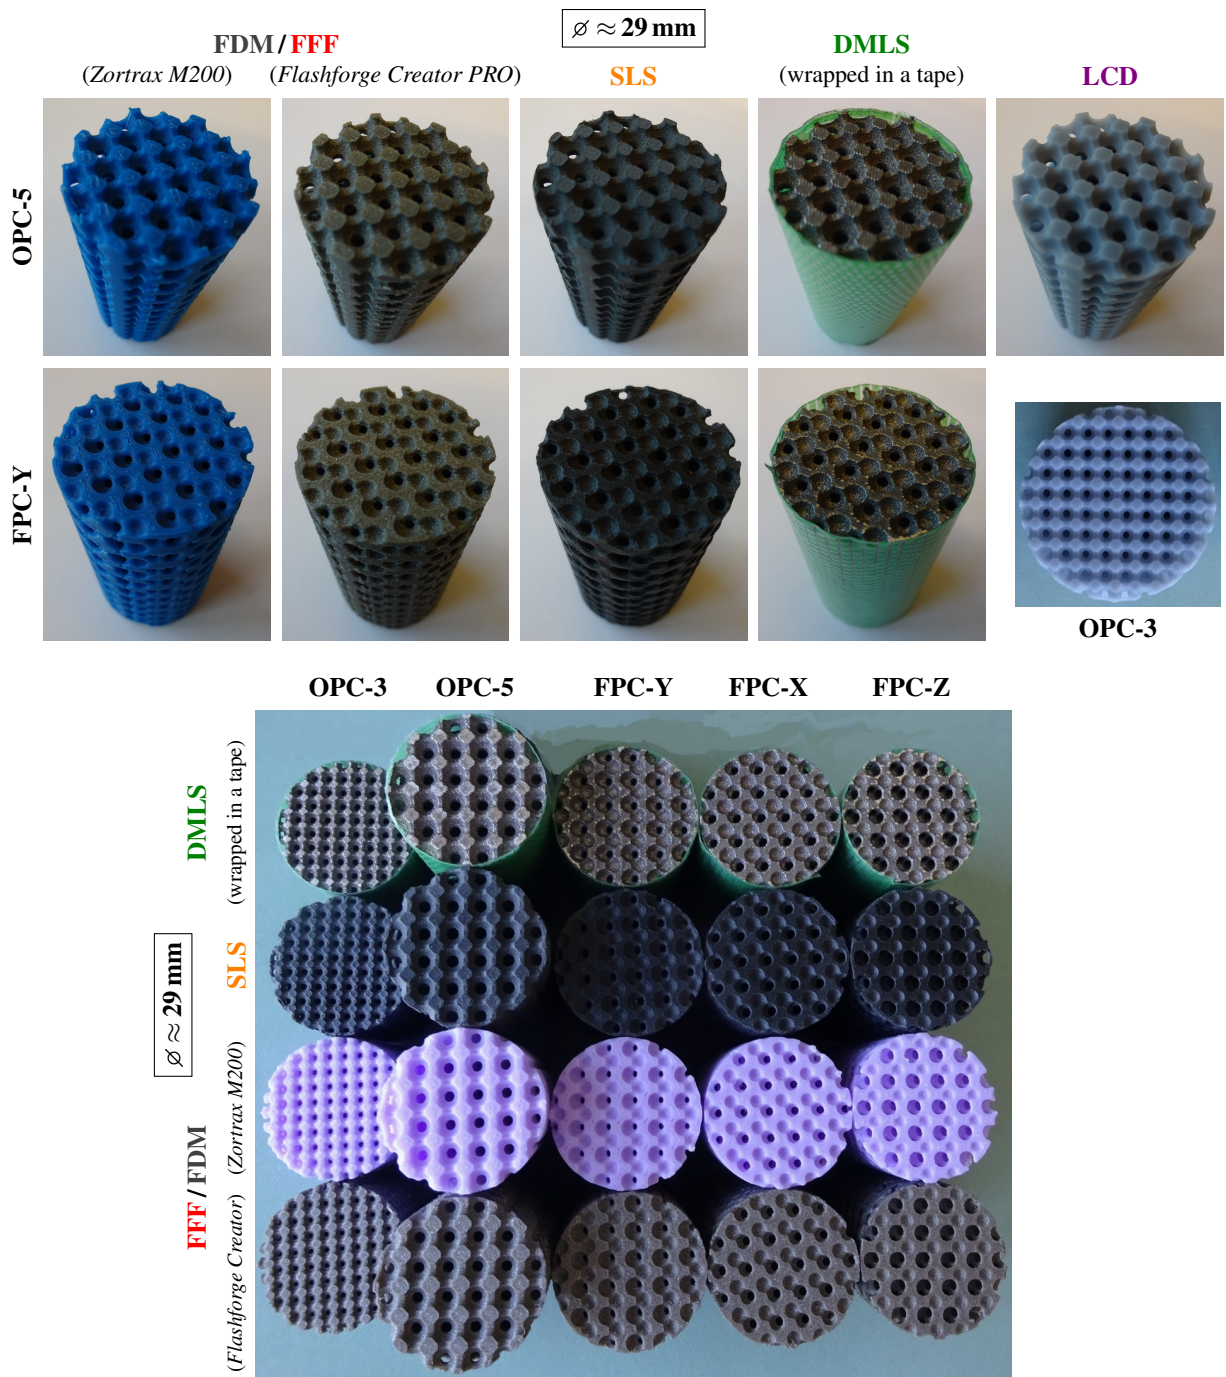 ⌀ ≈ 29 mm
FDM / FFF
DMLS
(Zortrax M200)
(Flashforge Creator PRO)
SLS
(wrapped in a tape)
LCD
OPC-5
FPC-Y
OPC-3
OPC-3
OPC-5
FPC-Y
FPC-X
FPC-Z
DMLS
(wrapped in a tape)
SLS
⌀ ≈ 29 mm
FFF / FDM
(Zortrax M200)
(Flashforge Creator)